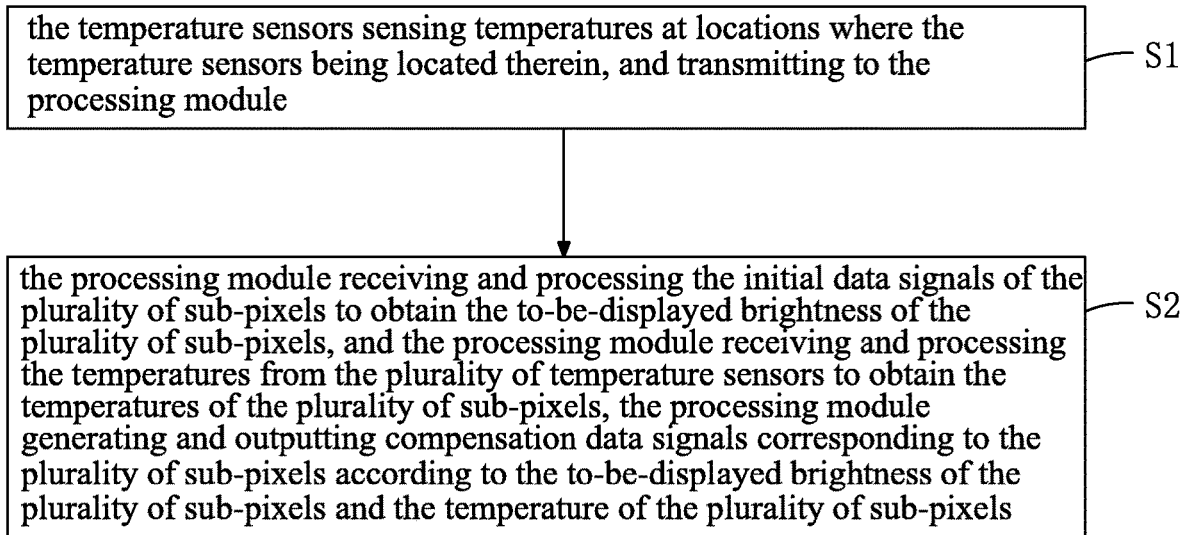 the temperature sensors sensing temperatures at locations where the
temperature sensors being located therein, and transmitting to the
processing module
S1
the processing module receiving and processing the initial data signals of the
plurality of sub-pixels to obtain the to-be-displayed brightness of the
plurality of sub-pixels, and the processing module receiving and processing
the temperatures from the plurality of temperature sensors to obtain the
temperatures of the plurality of sub-pixels, the processing module
generating and outputting compensation data signals corresponding to the
plurality of sub-pixels according to the to-be-displayed brightness of the
plurality of sub-pixels and the temperature of the plurality of sub-pixels
S2